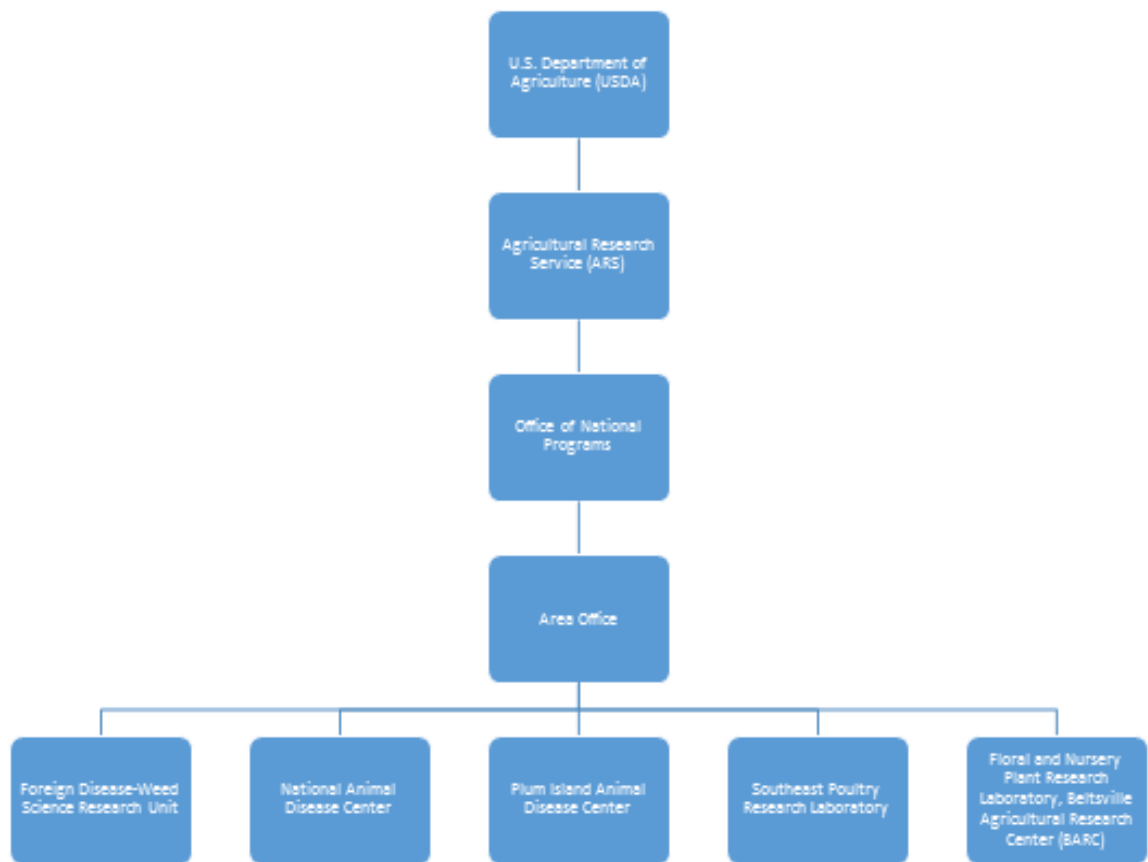 U.S. Department of
Agriculture (USDA)
Agricultural Research
Service (ARS)
Office of National
Programs
Area Office
Foreign Disease-Weed
Science Research Unit
National Animal
Disease Center
Plum Island Animal
Disease Center
Southeast Poultry
Research Laboratory
Floral and Nursery
Plant Research
Laboratory, Beltsville
Agricultural Research
Center (BARC)